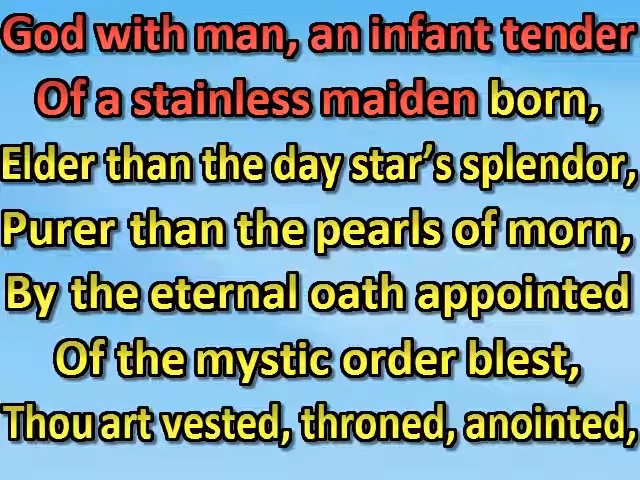 God with man, an infant tender
Of a stainless maiden born,
Elder than the day star’s splendor,
Purer than the pearls of morn,
By the eternal oath appointed
Of the mystic order blest,
Thou art vested, throned, anointed,